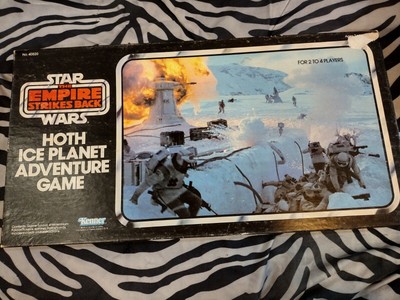 STAR
THE
EMPIRE
STRIKES BACK
WARS
HOTH
ICE PLANET
ADVENTURE
GAME
FOR 2 TO 4 PLAYERS
Kenner